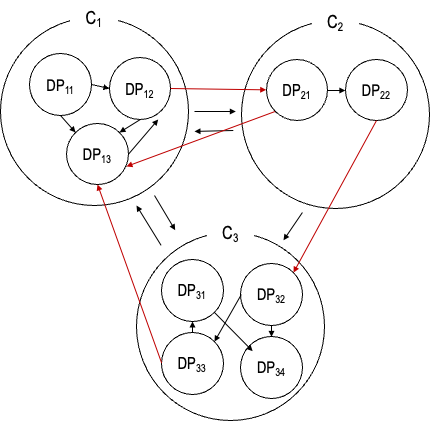 C₁
C₂
DP₁₁
DP₁₂
DP₂₁
DP₂₂
DP₁₃
C₃
DP₃₁
DP₃₂
DP₃₃
DP₃₄